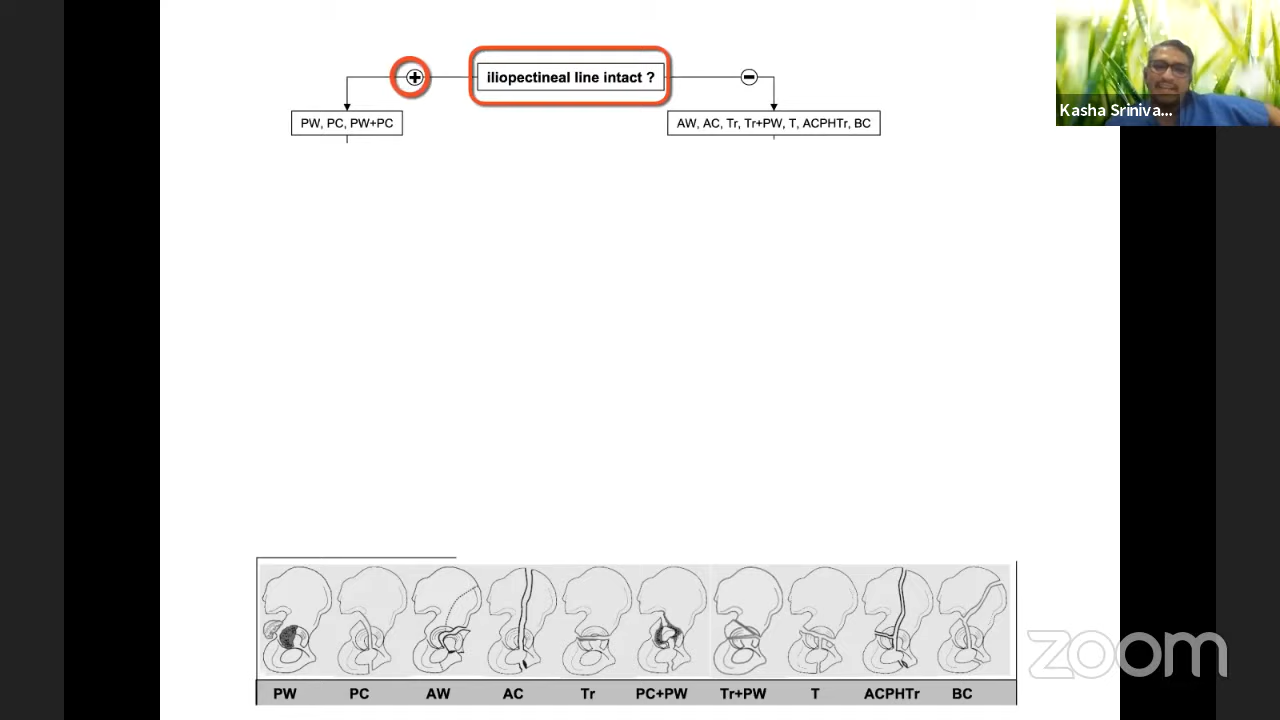 iliopectineal line intact ?
PW, PC, PW+PC
AW, AC, Tr, Tr+PW, T, ACPHTr, BC
Kasha Sriniva...
PW PC AW AC Tr PC+PW Tr+PW T ACPHTr BC
zoom